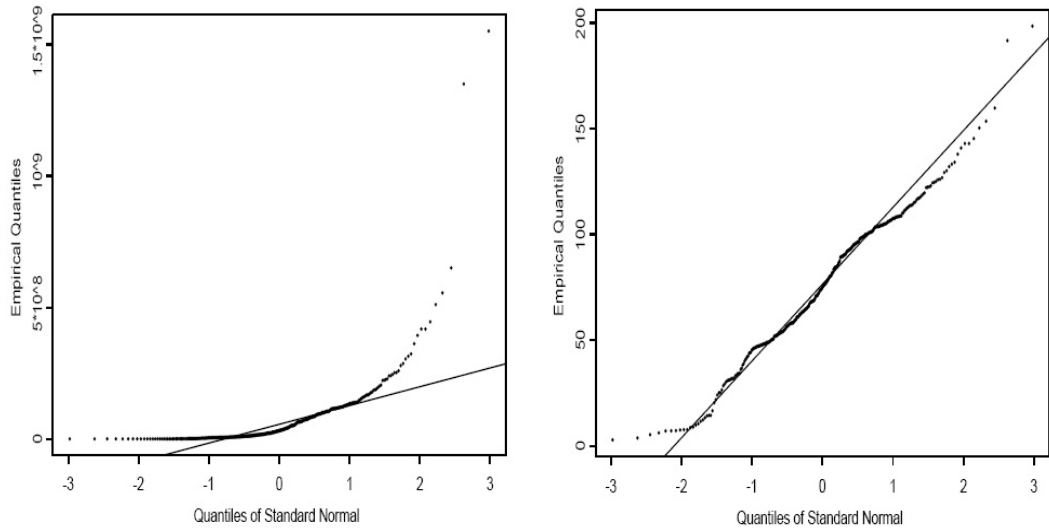 1.5*10^9
10^9
5*10^8
0
Empirical Quantiles
-3 -2 -1 0 1 2 3
Quantiles of Standard Normal
200
150
100
50
0
Empirical Quantiles
-3 -2 -1 0 1 2 3
Quantiles of Standard Normal